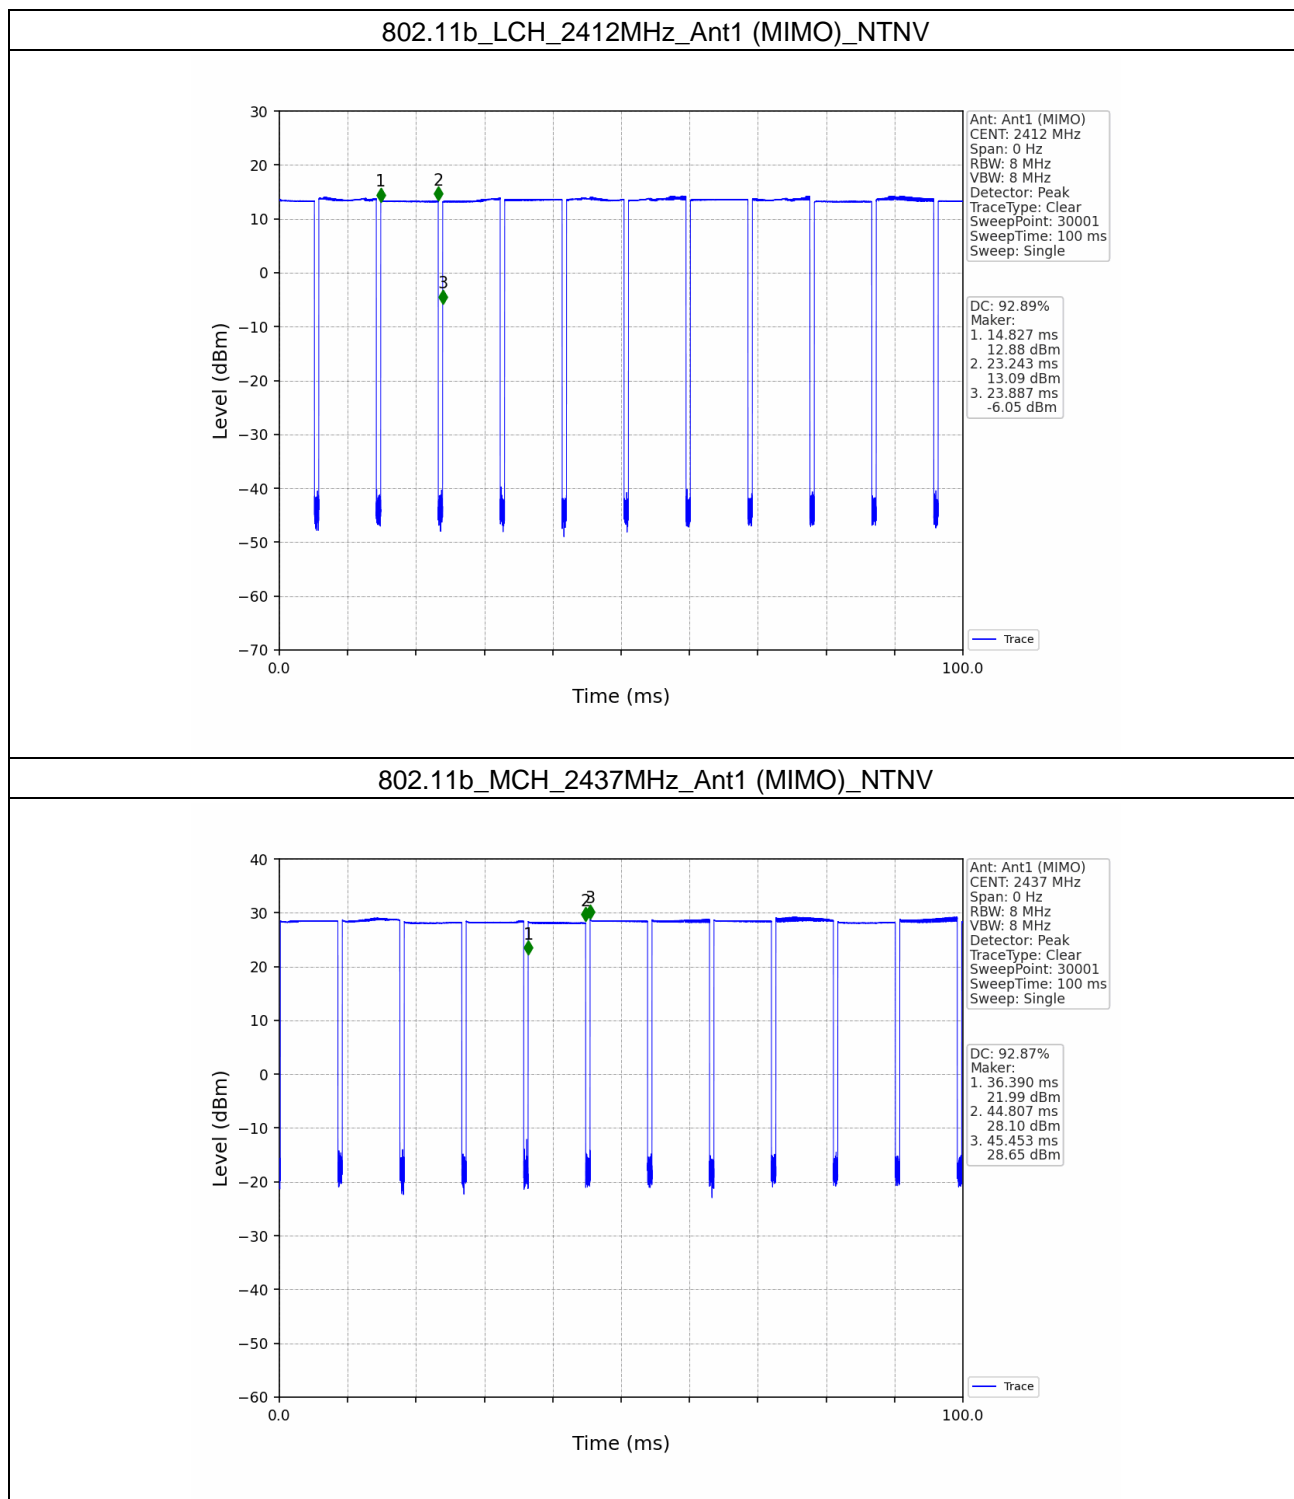 802.11b_LCH_2412MHz_Ant1 (MIMO)_NTNV
30
20
10
0
−10
−20
−30
−40
−50
−60
−70
Level (dBm)
1
2
3
0.0
100.0
Time (ms)
Ant: Ant1 (MIMO)
CENT: 2412 MHz
Span: 0 Hz
RBW: 8 MHz
VBW: 8 MHz
Detector: Peak
TraceType: Clear
SweepPoint: 30001
SweepTime: 100 ms
Sweep: Single
DC: 92.89%
Maker:
1. 14.827 ms
12.88 dBm
2. 23.243 ms
13.09 dBm
3. 23.887 ms
-6.05 dBm
Trace
802.11b_MCH_2437MHz_Ant1 (MIMO)_NTNV
40
30
20
10
0
−10
−20
−30
−40
−50
−60
Level (dBm)
1
2
3
0.0
100.0
Time (ms)
Ant: Ant1 (MIMO)
CENT: 2437 MHz
Span: 0 Hz
RBW: 8 MHz
VBW: 8 MHz
Detector: Peak
TraceType: Clear
SweepPoint: 30001
SweepTime: 100 ms
Sweep: Single
DC: 92.87%
Maker:
1. 36.390 ms
21.99 dBm
2. 44.807 ms
28.10 dBm
3. 45.453 ms
28.65 dBm
Trace